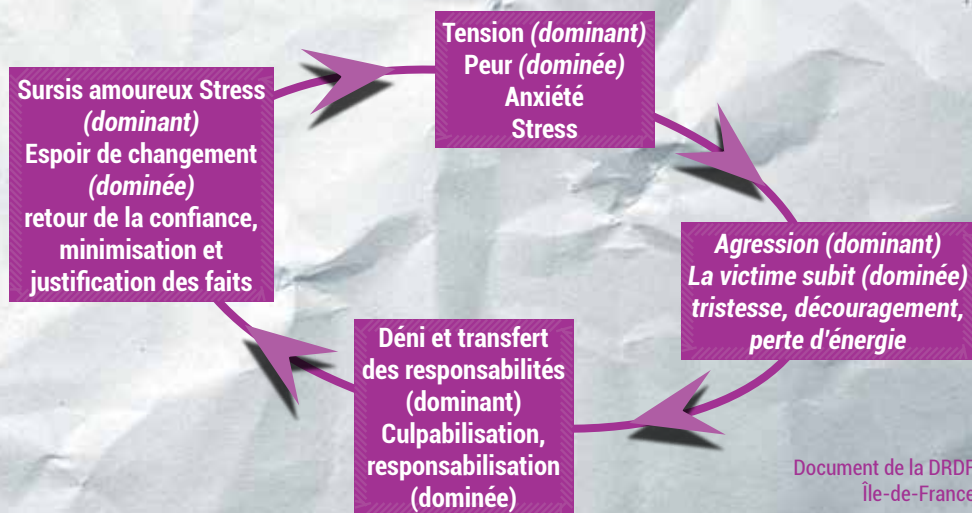 Tension (dominant)
Peur (dominée)
Anxiété
Stress
Agression (dominant)
La victime subit (dominée)
tristesse, découragement,
perte d'énergie
Déni et transfert
des responsabilités
(dominant)
Culpabilisation,
responsabilisation
(dominée)
Sursis amoureux Stress
(dominant)
Espoir de changement
(dominée)
retour de la confiance,
minimisation et
justification des faits
Document de la DRDF
Île-de-France